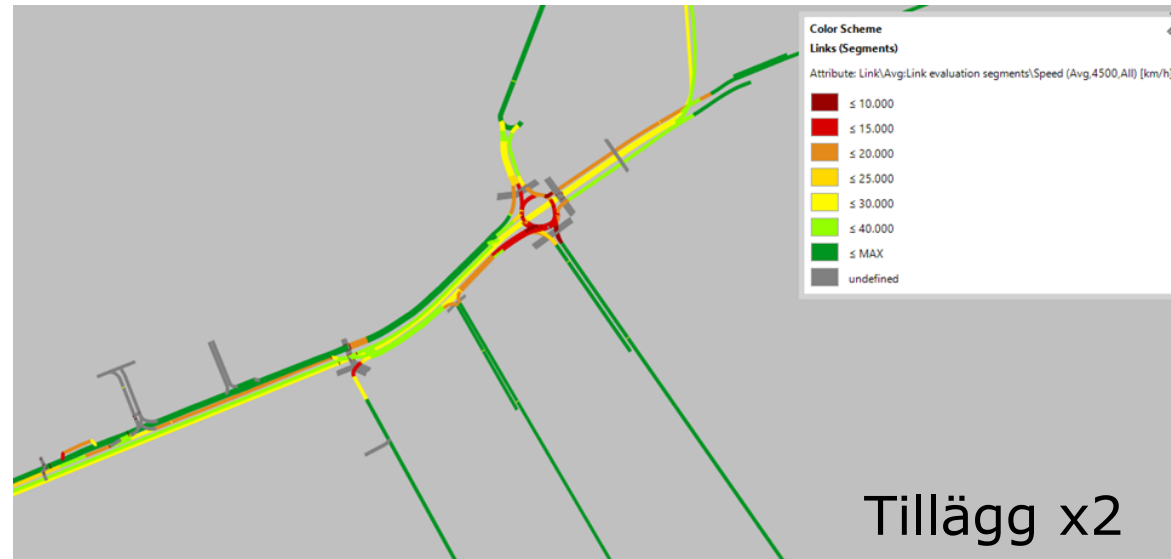 Color Scheme
Links (Segments)
Attribute: Link\Avg:Link evaluation segments\Speed (Avg,4500,All) [km/h]
≤ 10.000
≤ 15.000
≤ 20.000
≤ 25.000
≤ 30.000
≤ 40.000
≤ MAX
undefined
Tillägg x2